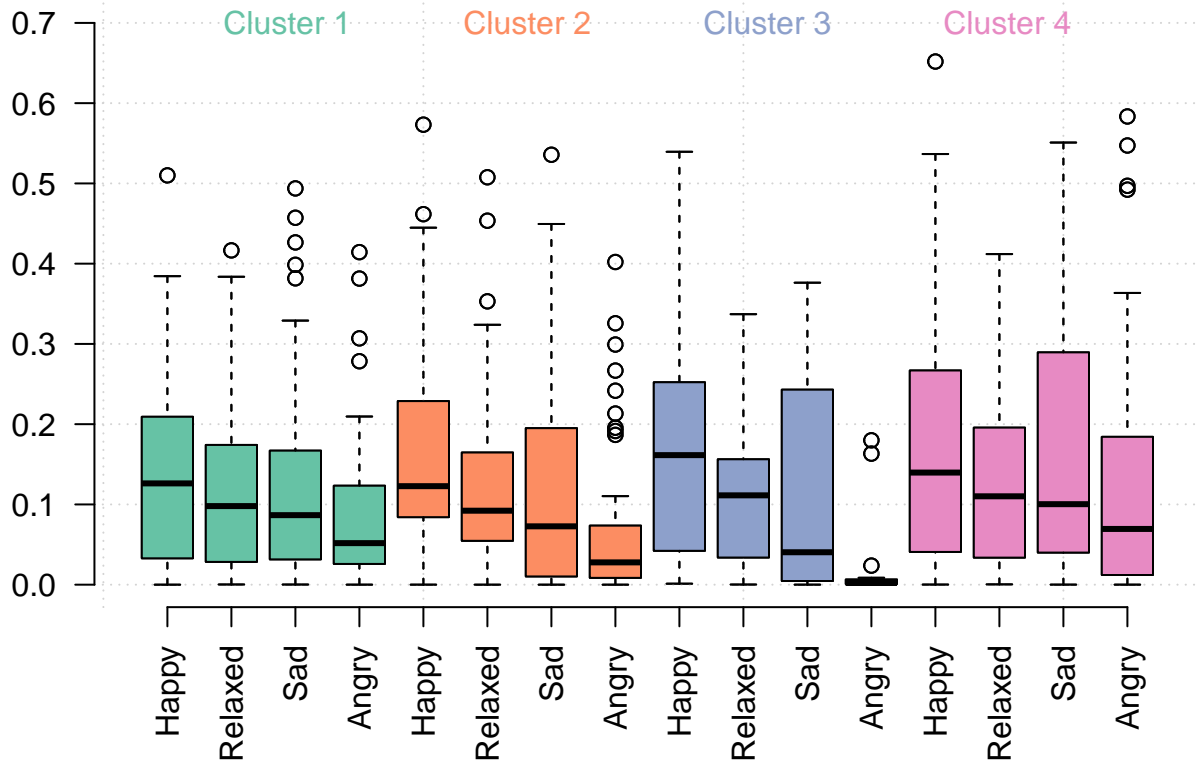 Cluster 1 Cluster 2 Cluster 3 Cluster 4
0.7
0.6
0.5
0.4
0.3
0.2
0.1
0.0
Happy
Relaxed
Sad
Angry
Happy
Relaxed
Sad
Angry
Happy
Relaxed
Sad
Angry
Happy
Relaxed
Sad
Angry